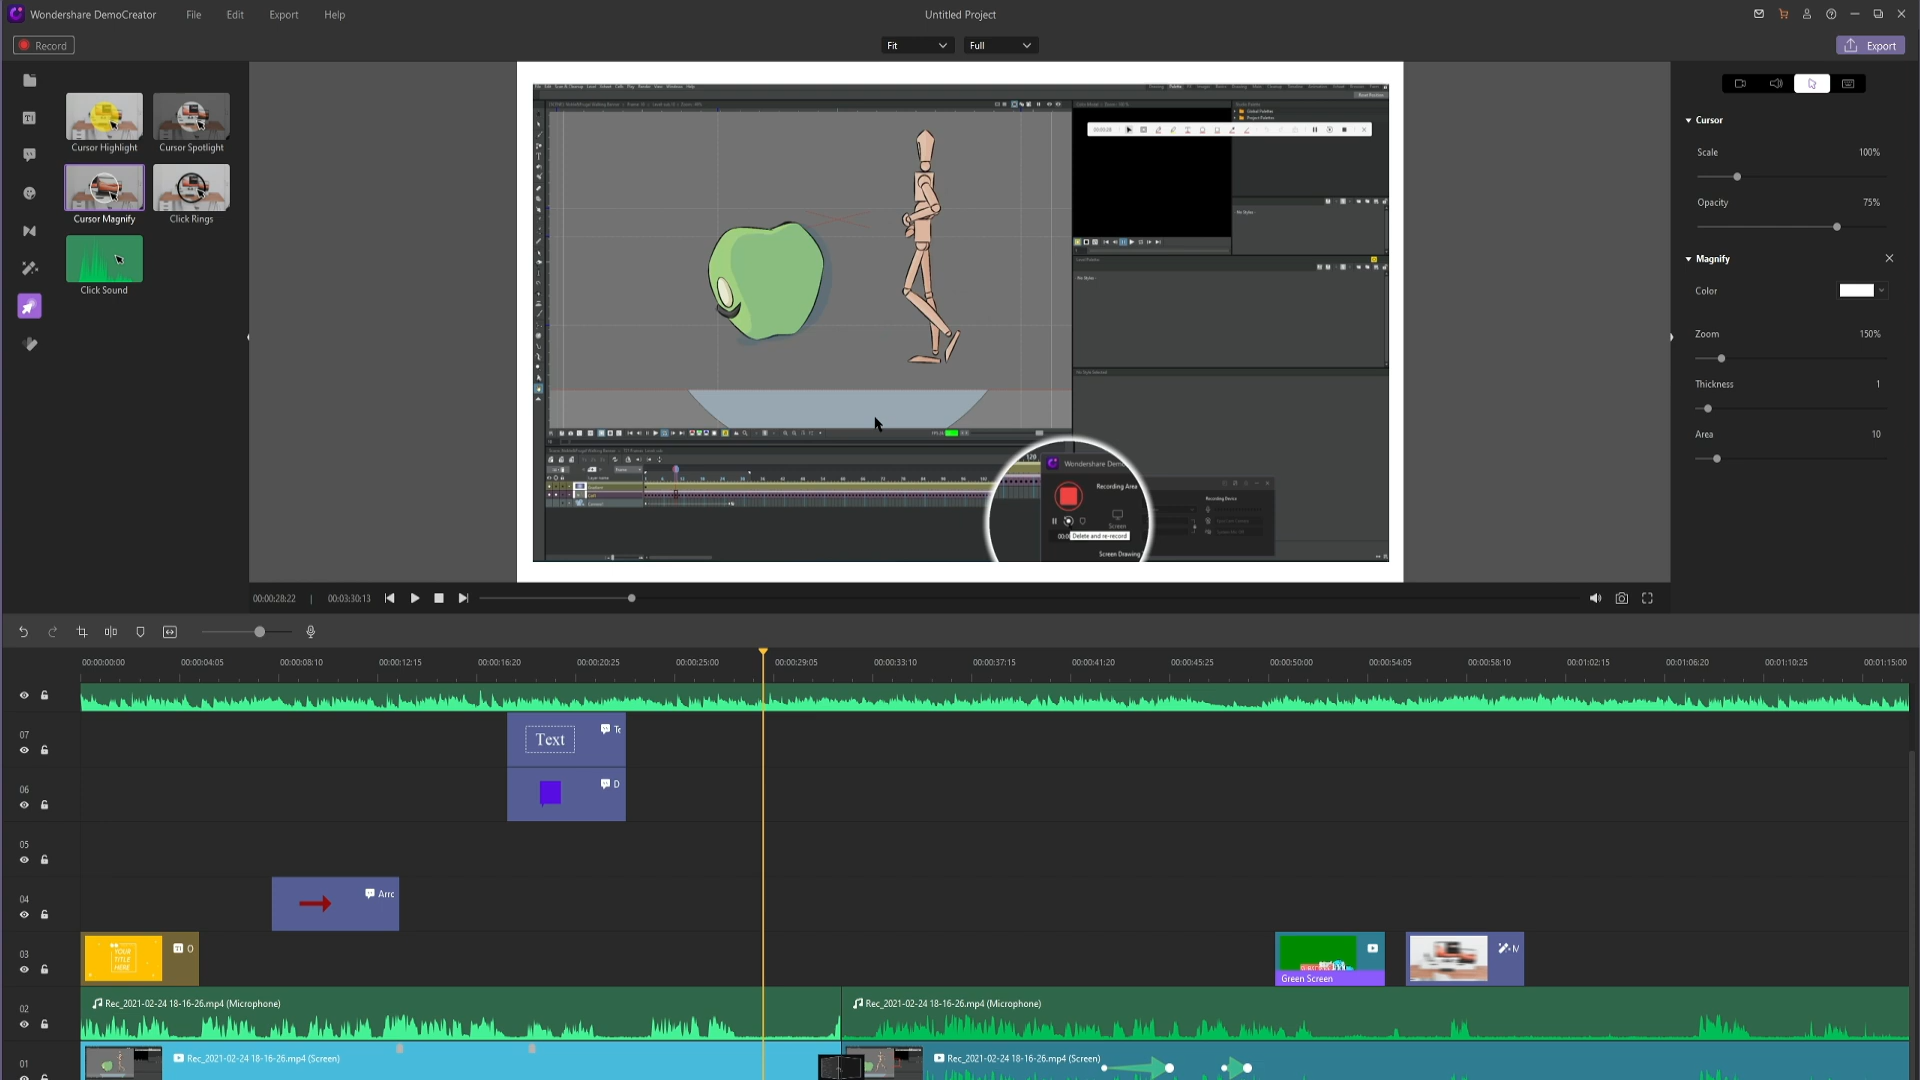 Wondershare DemoCreator
File
Edit
Export
Help
Untitled Project
Record
Fit
Full
Export
Cursor Highlight
Cursor Spotlight
Cursor Magnify
Click Rings
Click Sound
Cursor
Scale
100%
Opacity
75%
Magnify
Color
Zoom
150%
Thickness
1
Area
10
Wondershare Demo
Recording Area
Screen
Delete and re-record
Screen Drawing
Recording Device
00:00:28:22 | 00:03:30:13
00:00:00:00
00:00:04:05
00:00:08:10
00:00:12:15
00:00:16:20
00:00:20:25
00:00:25:00
00:00:29:05
00:00:33:10
00:00:37:15
00:00:41:20
00:00:45:25
00:00:50:00
00:00:54:05
00:00:58:10
00:01:02:15
00:01:06:20
00:01:10:25
00:01:15:00
07
Text
06
D
05
04
Arrc
03
YOUR
TITLE
HERE
O
Green Screen
M
02
Rec_2021-02-24 18-16-26.mp4 (Microphone)
Rec_2021-02-24 18-16-26.mp4 (Microphone)
01
Rec_2021-02-24 18-16-26.mp4 (Screen)
Rec_2021-02-24 18-16-26.mp4 (Screen)